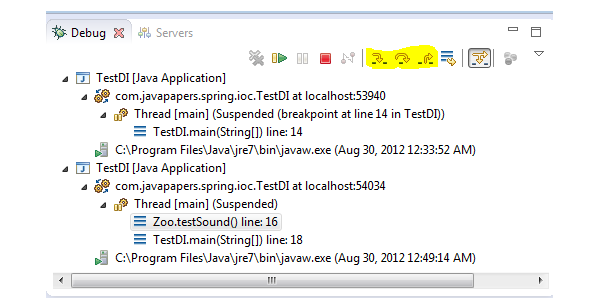 Debug Servers
TestDI [Java Application]
com.javapapers.spring.ioc.TestDI at localhost:53940
Thread [main] (Suspended (breakpoint at line 14 in TestDI))
TestDI.main(String[]) line: 14
C:\Program Files\Java\jre7\bin\javaw.exe (Aug 30, 2012 12:33:52 AM)
TestDI [Java Application]
com.javapapers.spring.ioc.TestDI at localhost:54034
Thread [main] (Suspended)
Zoo.testSound() line: 16
TestDI.main(String[]) line: 18
C:\Program Files\Java\jre7\bin\javaw.exe (Aug 30, 2012 12:49:14 AM)